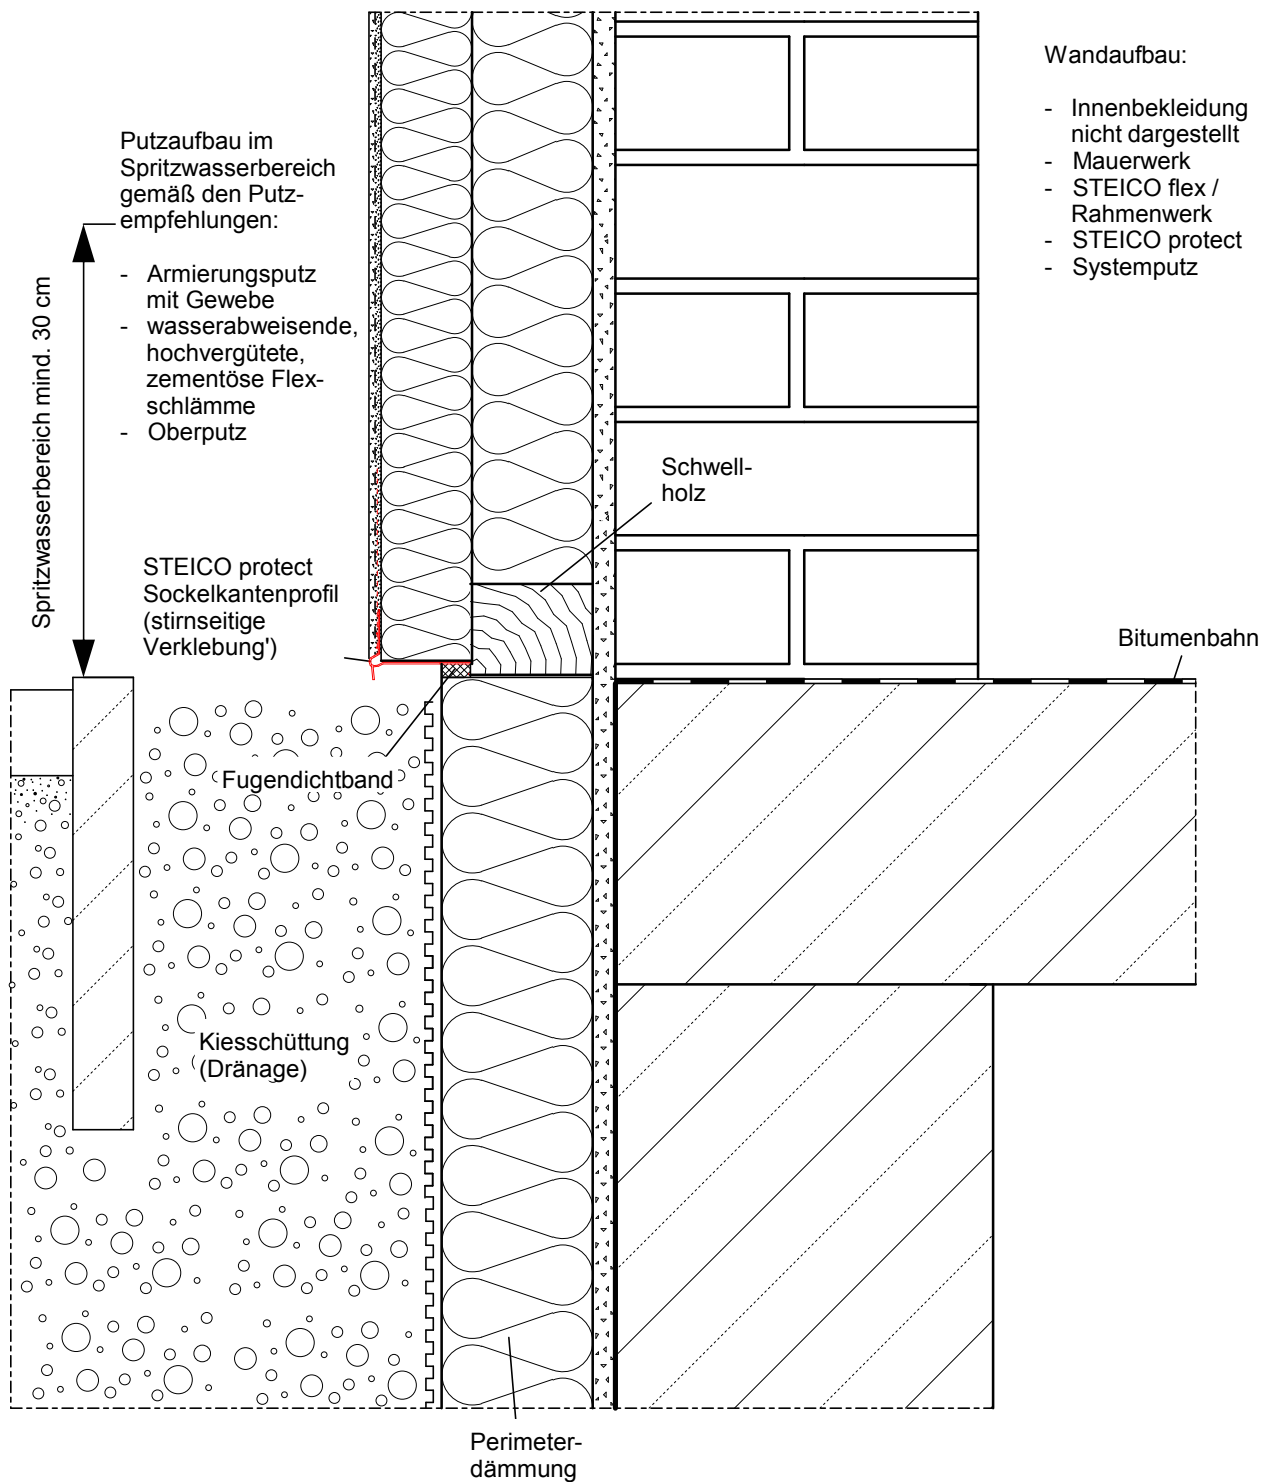 Wandaufbau:
- Innenbekleidung
nicht dargestellt
- Mauerwerk
- STEICO flex /
Rahmenwerk
- STEICO protect
- Systemputz
Putzaufbau im
Spritzwasserbereich
gemäß den Putz-
empfehlungen:
- Armierungsputz
mit Gewebe
- wasserabweisende,
hochvergütete,
zementöse Flex-
schlämme
- Oberputz
Spritzwasserbereich mind. 30 cm
Schwell-
holz
STEICO protect
Sockelkantenprofil
(stirnseitige
Verklebung')
Bitumenbahn
Fugendichtband
Kiesschüttung
(Dränage)
Perimeter-
dämmung